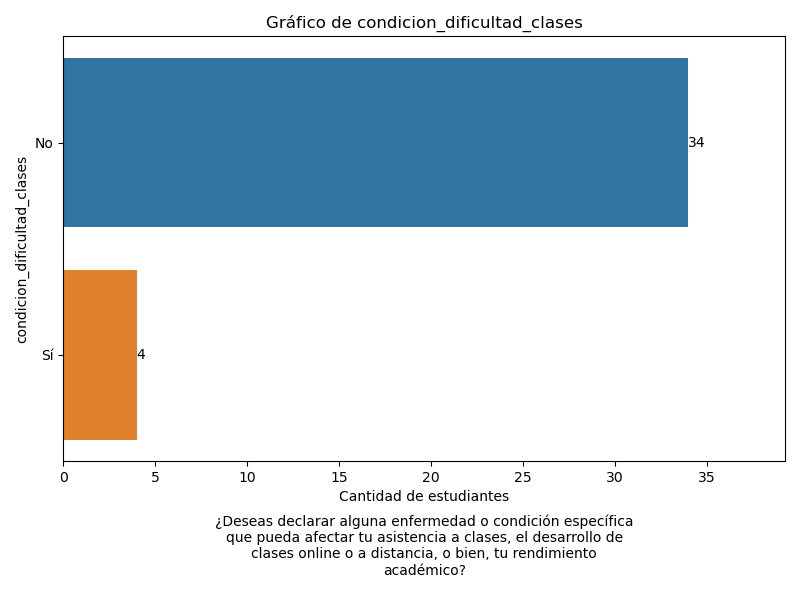 Gráfico de condicion_dificultad_clases
condicion_dificultad_clases
No
34
Sí
4
0 5 10 15 20 25 30 35
Cantidad de estudiantes
¿Deseas declarar alguna enfermedad o condición específica
que pueda afectar tu asistencia a clases, el desarrollo de
clases online o a distancia, o bien, tu rendimiento
académico?